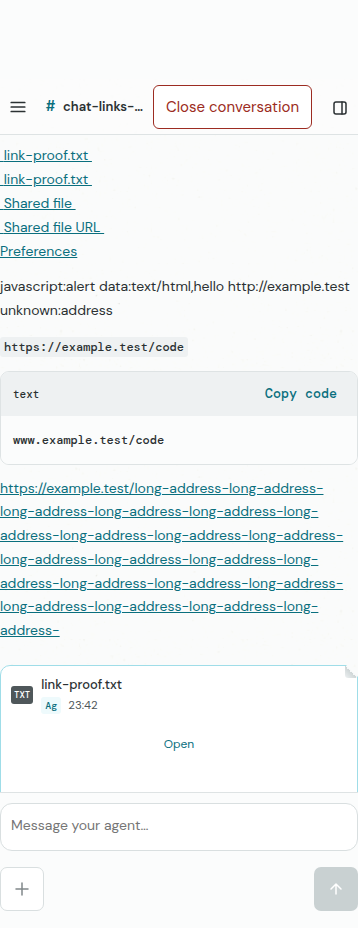 # chat-links-...
Close conversation
link-proof.txt
link-proof.txt
Shared file
Shared file URL
Preferences
javascript:alert data:text/html,hello http://example.test
unknown:address
https://example.test/code
text
Copy code
www.example.test/code
https://example.test/long-address-long-address-
long-address-long-address-long-address-long-
address-long-address-long-address-long-address-
long-address-long-address-long-address-long-
address-long-address-long-address-long-address-
long-address-long-address-long-address-long-
address-
TXT
link-proof.txt
Ag 23:42
Open
Message your agent...